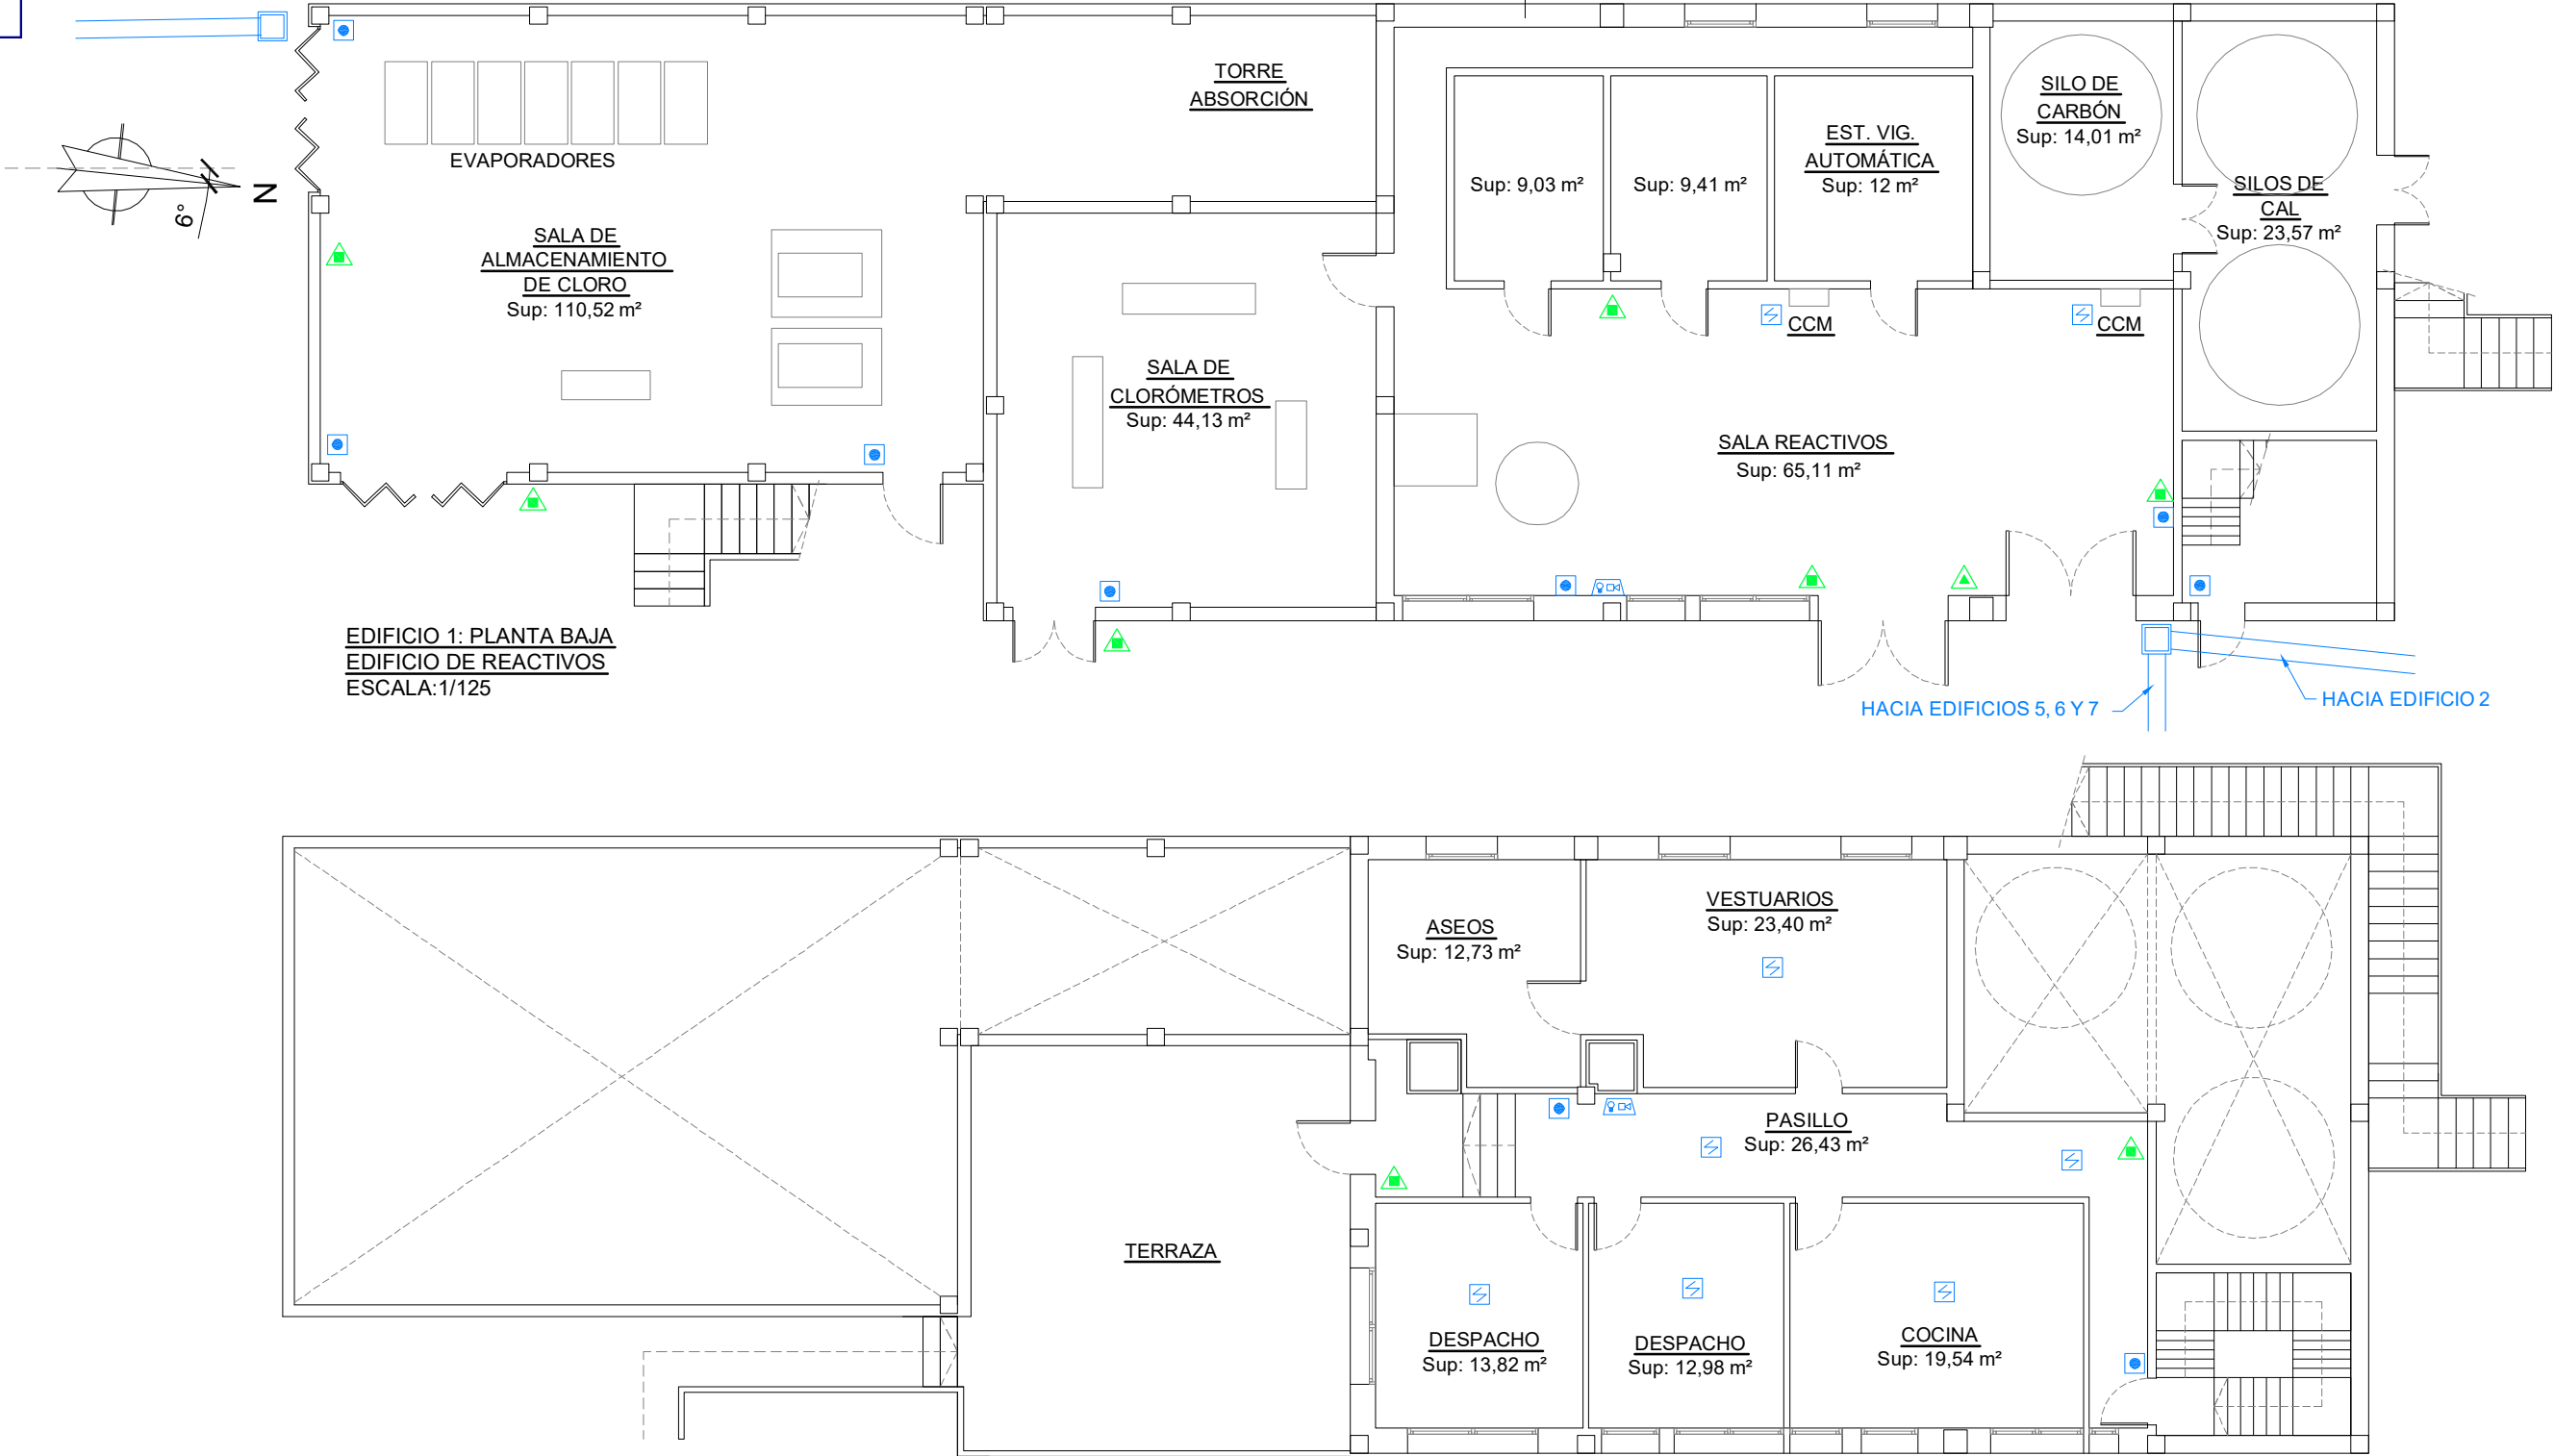 TORRE
ABSORCIÓN
EVAPORADORES
N
6°
SALA DE
ALMACENAMIENTO
DE CLORO
Sup: 110,52 m²
SALA DE
CLORÓMETROS
Sup: 44,13 m²
Sup: 9,03 m²
Sup: 9,41 m²
EST. VIG.
AUTOMÁTICA
Sup: 12 m²
SILO DE
CARBÓN
Sup: 14,01 m²
SILOS DE
CAL
Sup: 23,57 m²
CCM
CCM
SALA REACTIVOS
Sup: 65,11 m²
EDIFICIO 1: PLANTA BAJA
EDIFICIO DE REACTIVOS
ESCALA:1/125
HACIA EDIFICIOS 5, 6 Y 7
HACIA EDIFICIO 2
ASEOS
Sup: 12,73 m²
VESTUARIOS
Sup: 23,40 m²
PASILLO
Sup: 26,43 m²
TERRAZA
DESPACHO
Sup: 13,82 m²
DESPACHO
Sup: 12,98 m²
COCINA
Sup: 19,54 m²